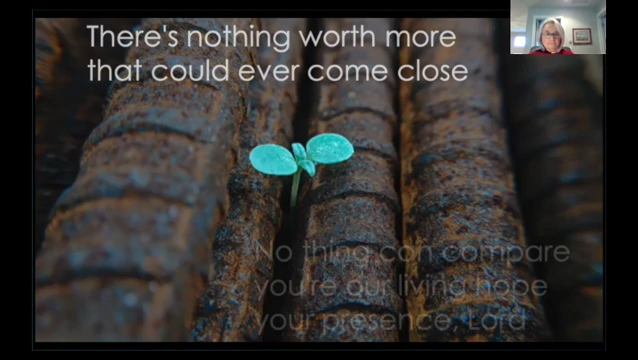 There's nothing worth more
that could ever come close
No thing can compare
you're our living hope
your presence, Lord